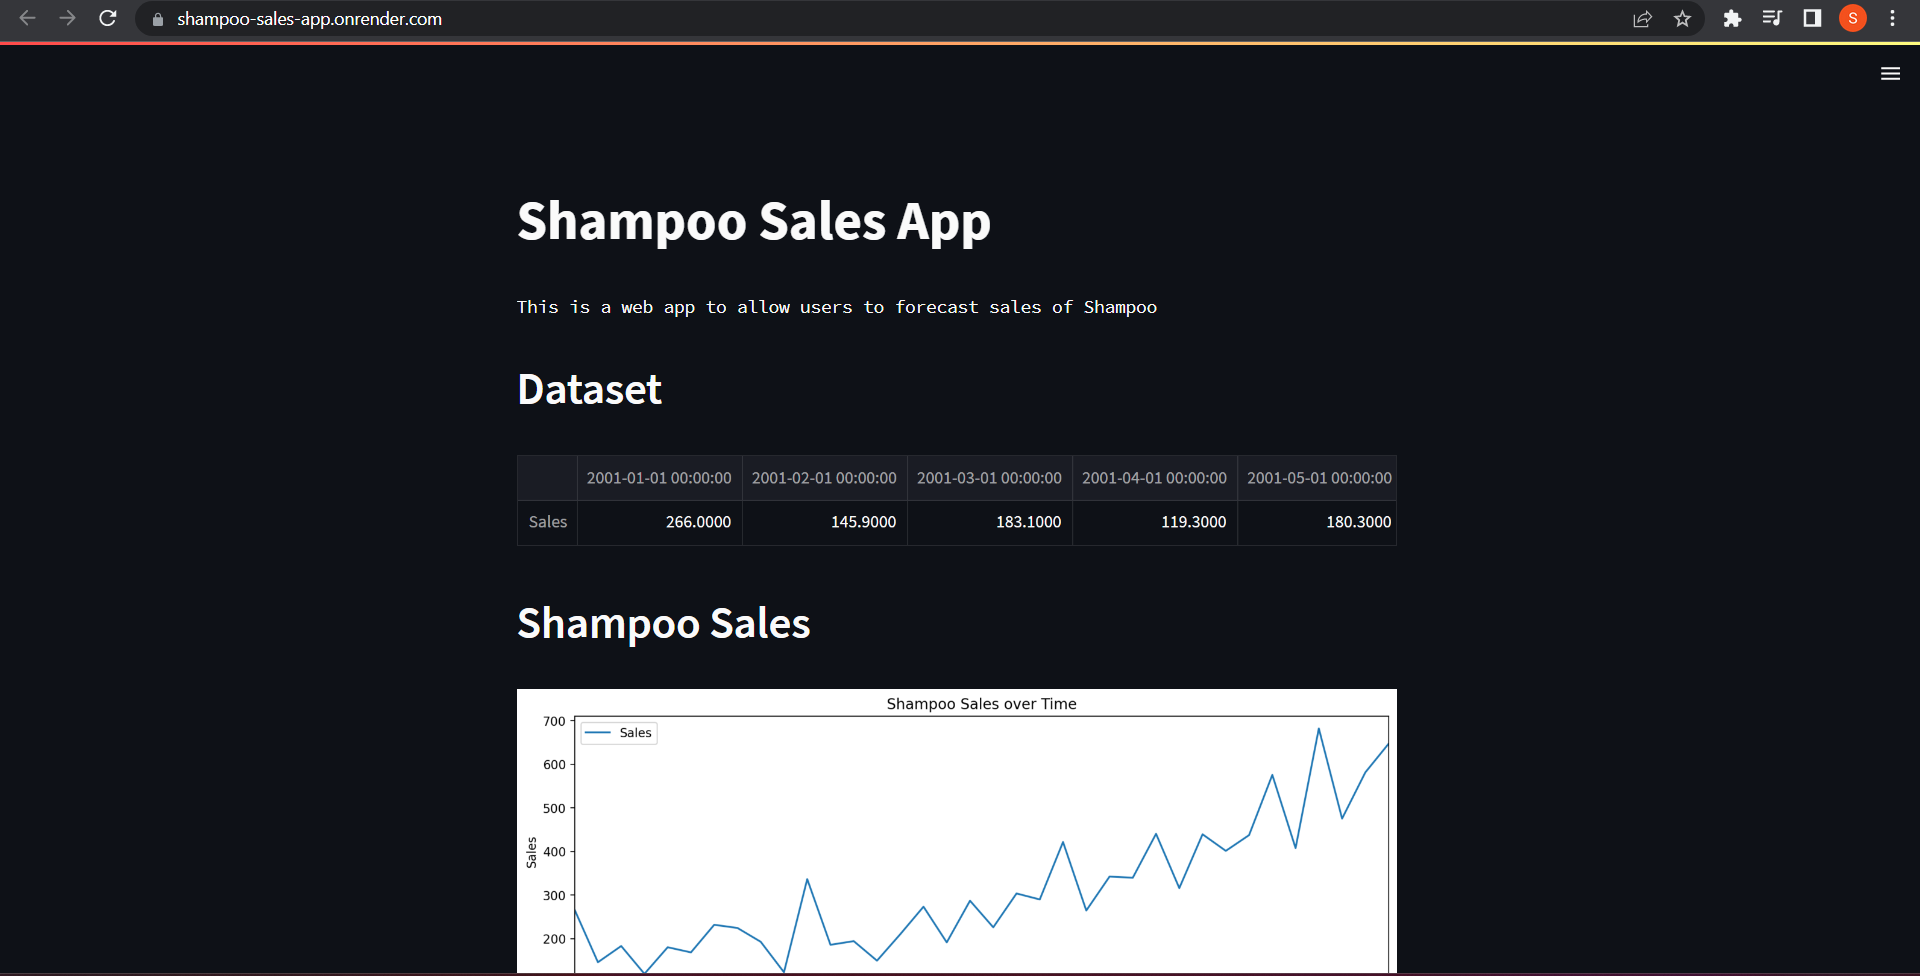 shampoo-sales-app.onrender.com
S
Shampoo Sales App
This is a web app to allow users to forecast sales of Shampoo
Dataset
2001-01-01 00:00:00 2001-02-01 00:00:00 2001-03-01 00:00:00 2001-04-01 00:00:00 2001-05-01 00:00:00
Sales 266.0000 145.9000 183.1000 119.3000 180.3000
Shampoo Sales
Shampoo Sales over Time
Sales
700
600
500
400
300
200
Sales